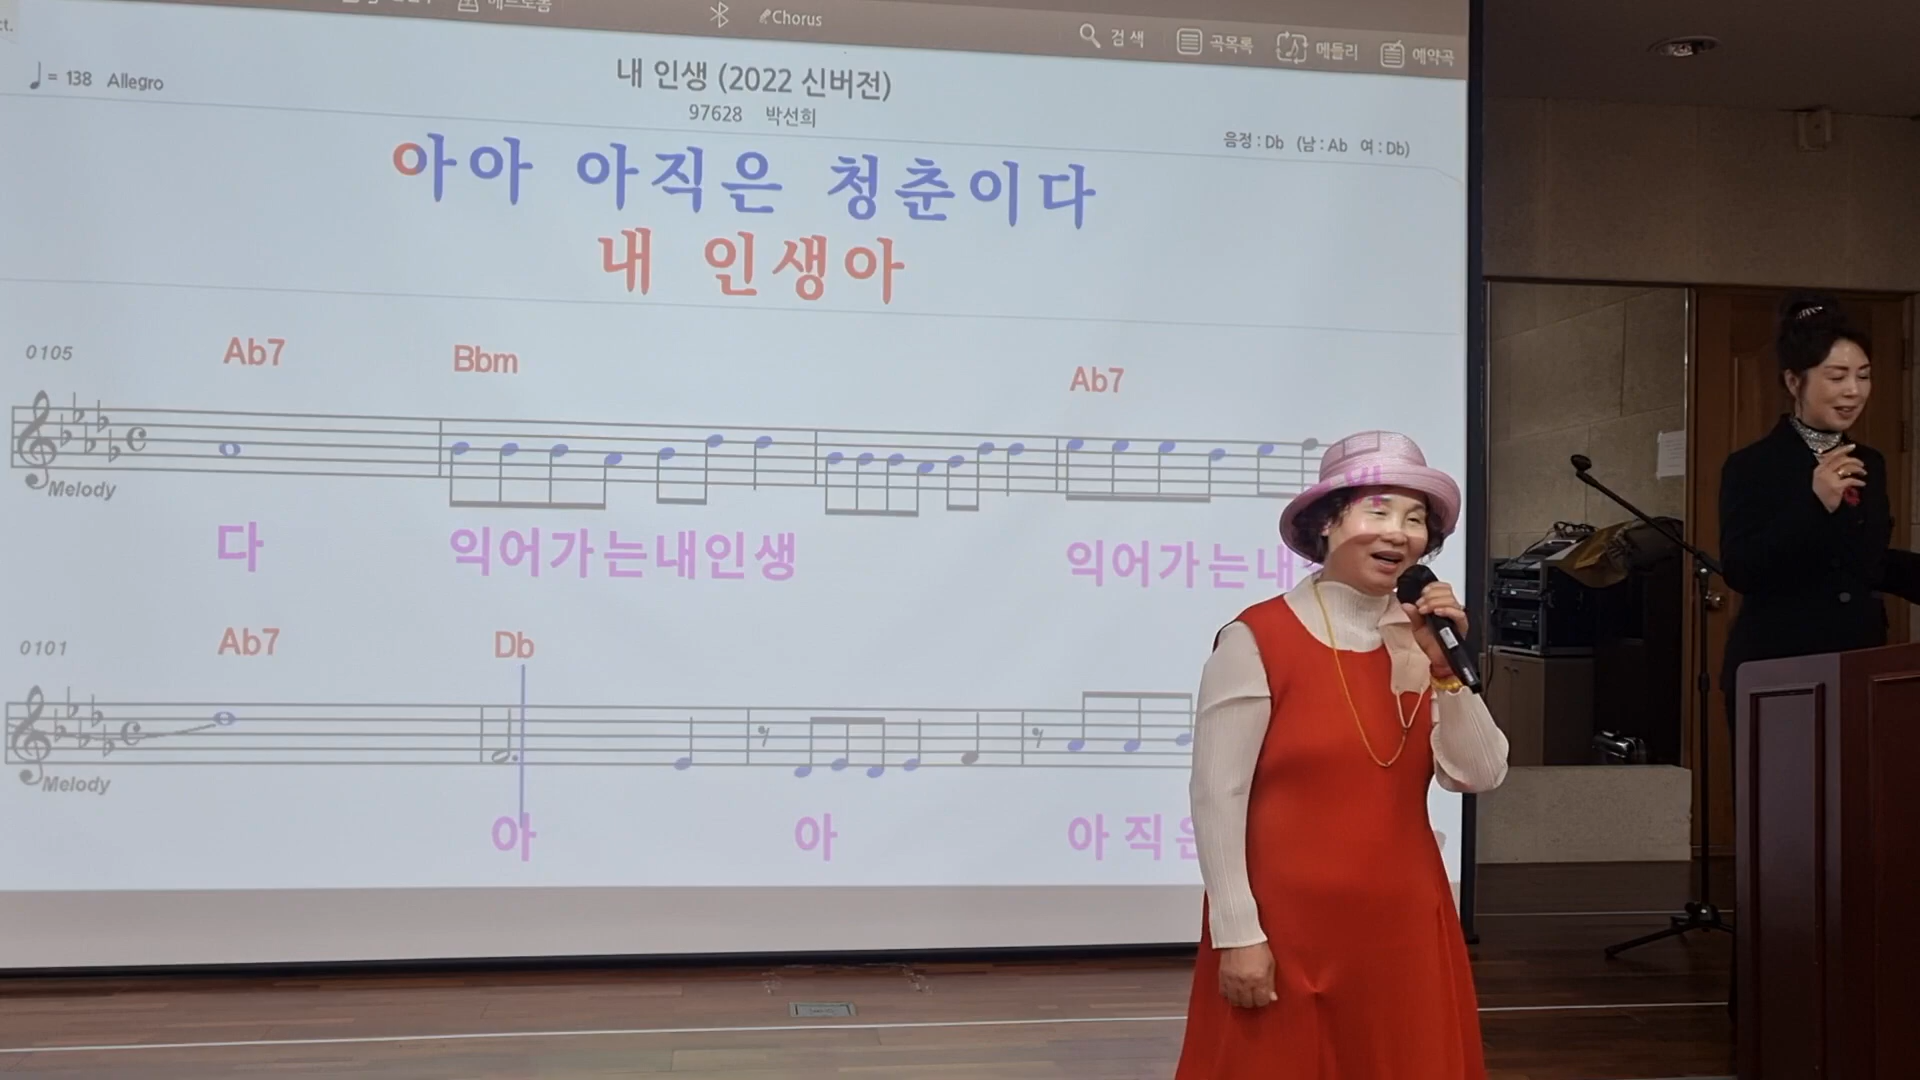 Chorus
검색 곡목록 메들리 예약곡
♩= 138 Allegro
내 인생 (2022 신버전)
97628 박선희
음정 : Db (남 : Ab 여 : Db)
아아 아직은 청춘이다
내 인생아
0105 Ab7 Bbm Ab7
Melody
다 익어가는내인생 익어가는내
0101 Ab7 Db
Melody
아 아 아직은